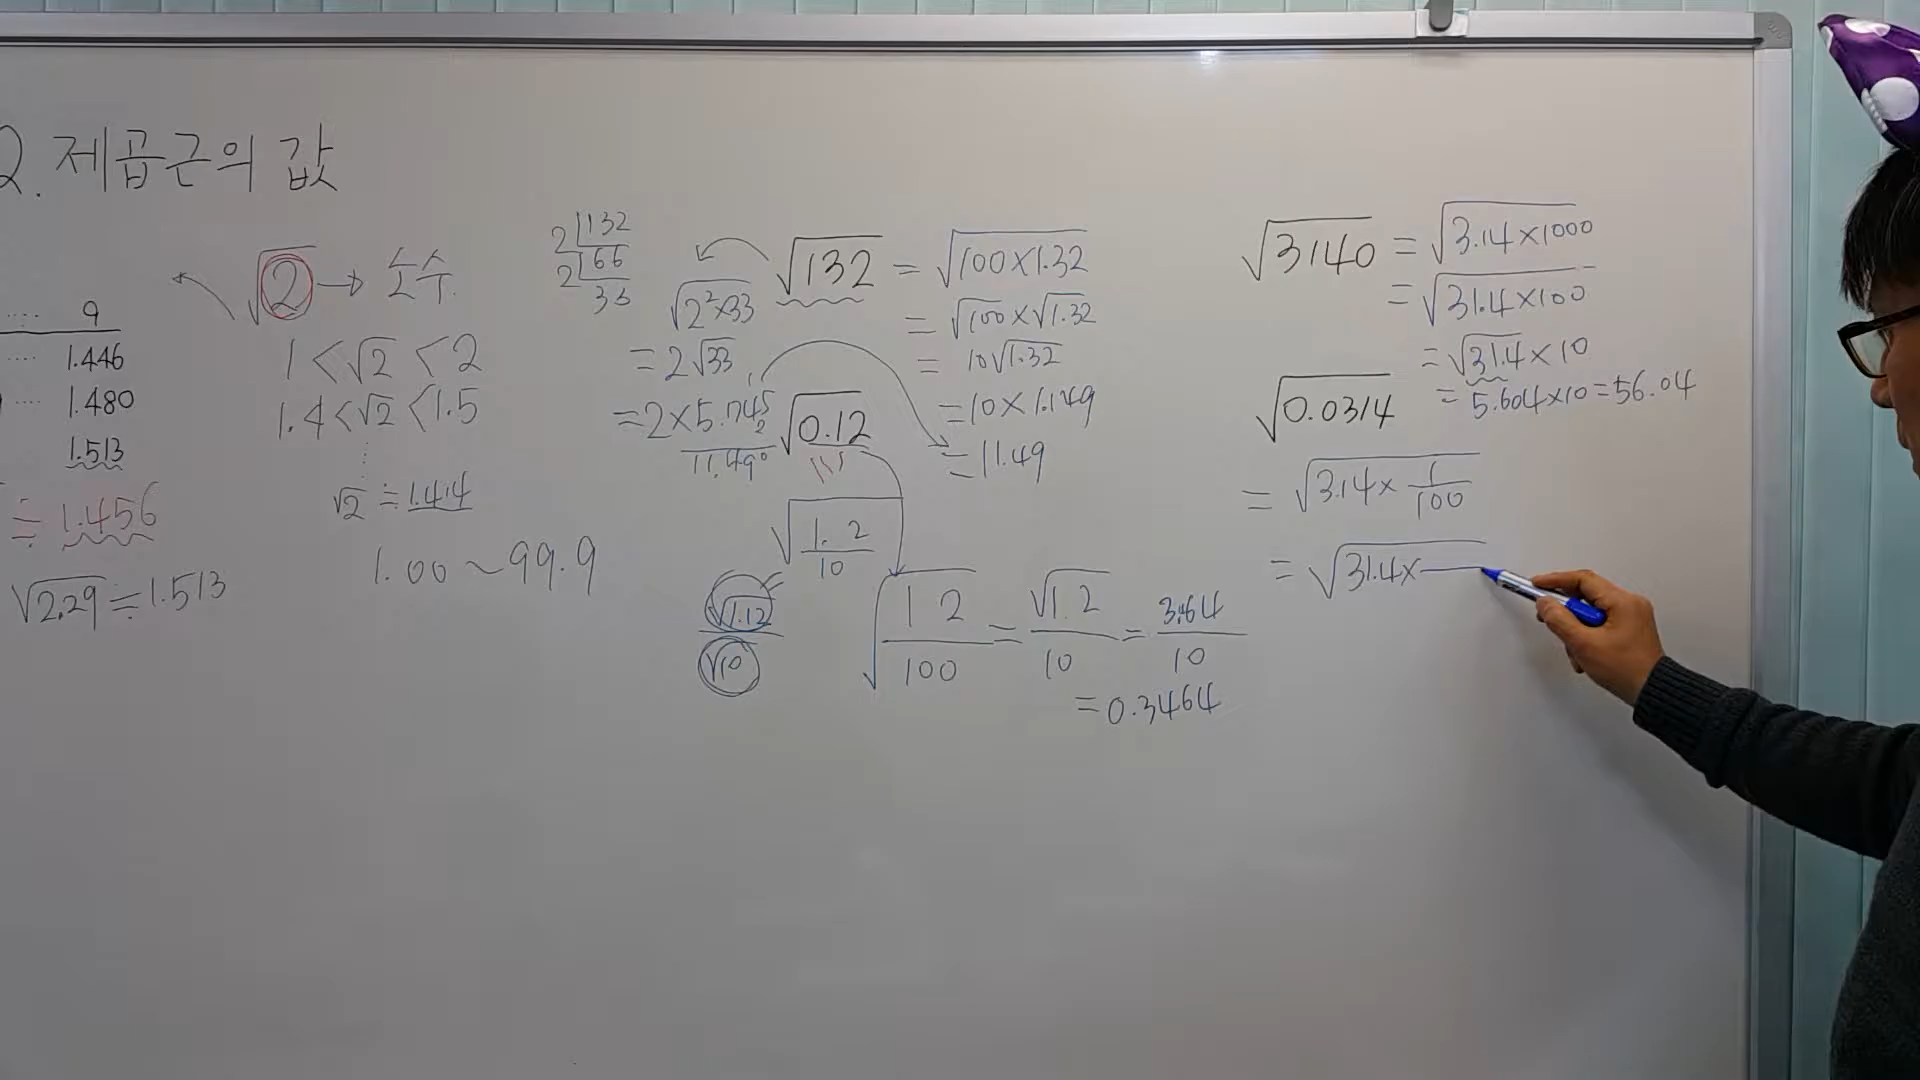 2. 제곱근의 값
.... 9
.... 1.446
.... 1.480
1.513
≒ 1.456
√2.29 ≒ 1.513
√2 → 소수.
1 < √2 < 2
1.4 < √2 < 1.5
√2 ≒ 1.414
1.00 ~ 99.9
2 132
2 66
33
√132 = √100×1.32
√2²×33
= √100 × √1.32
= 2√33
= 10√1.32
= 2 × 5.745
= 10 × 1.149
11.490
= 11.49
√0.12
√1.2/10
√1.12/√10
√12/100 = √12/10 = 3.464/10
= 0.3464
√3140 = √3.14×1000
= √31.4×100
= √31.4 × 10
= 5.604×10 = 56.04
√0.0314
= √3.14× 1/100
= √31.4×